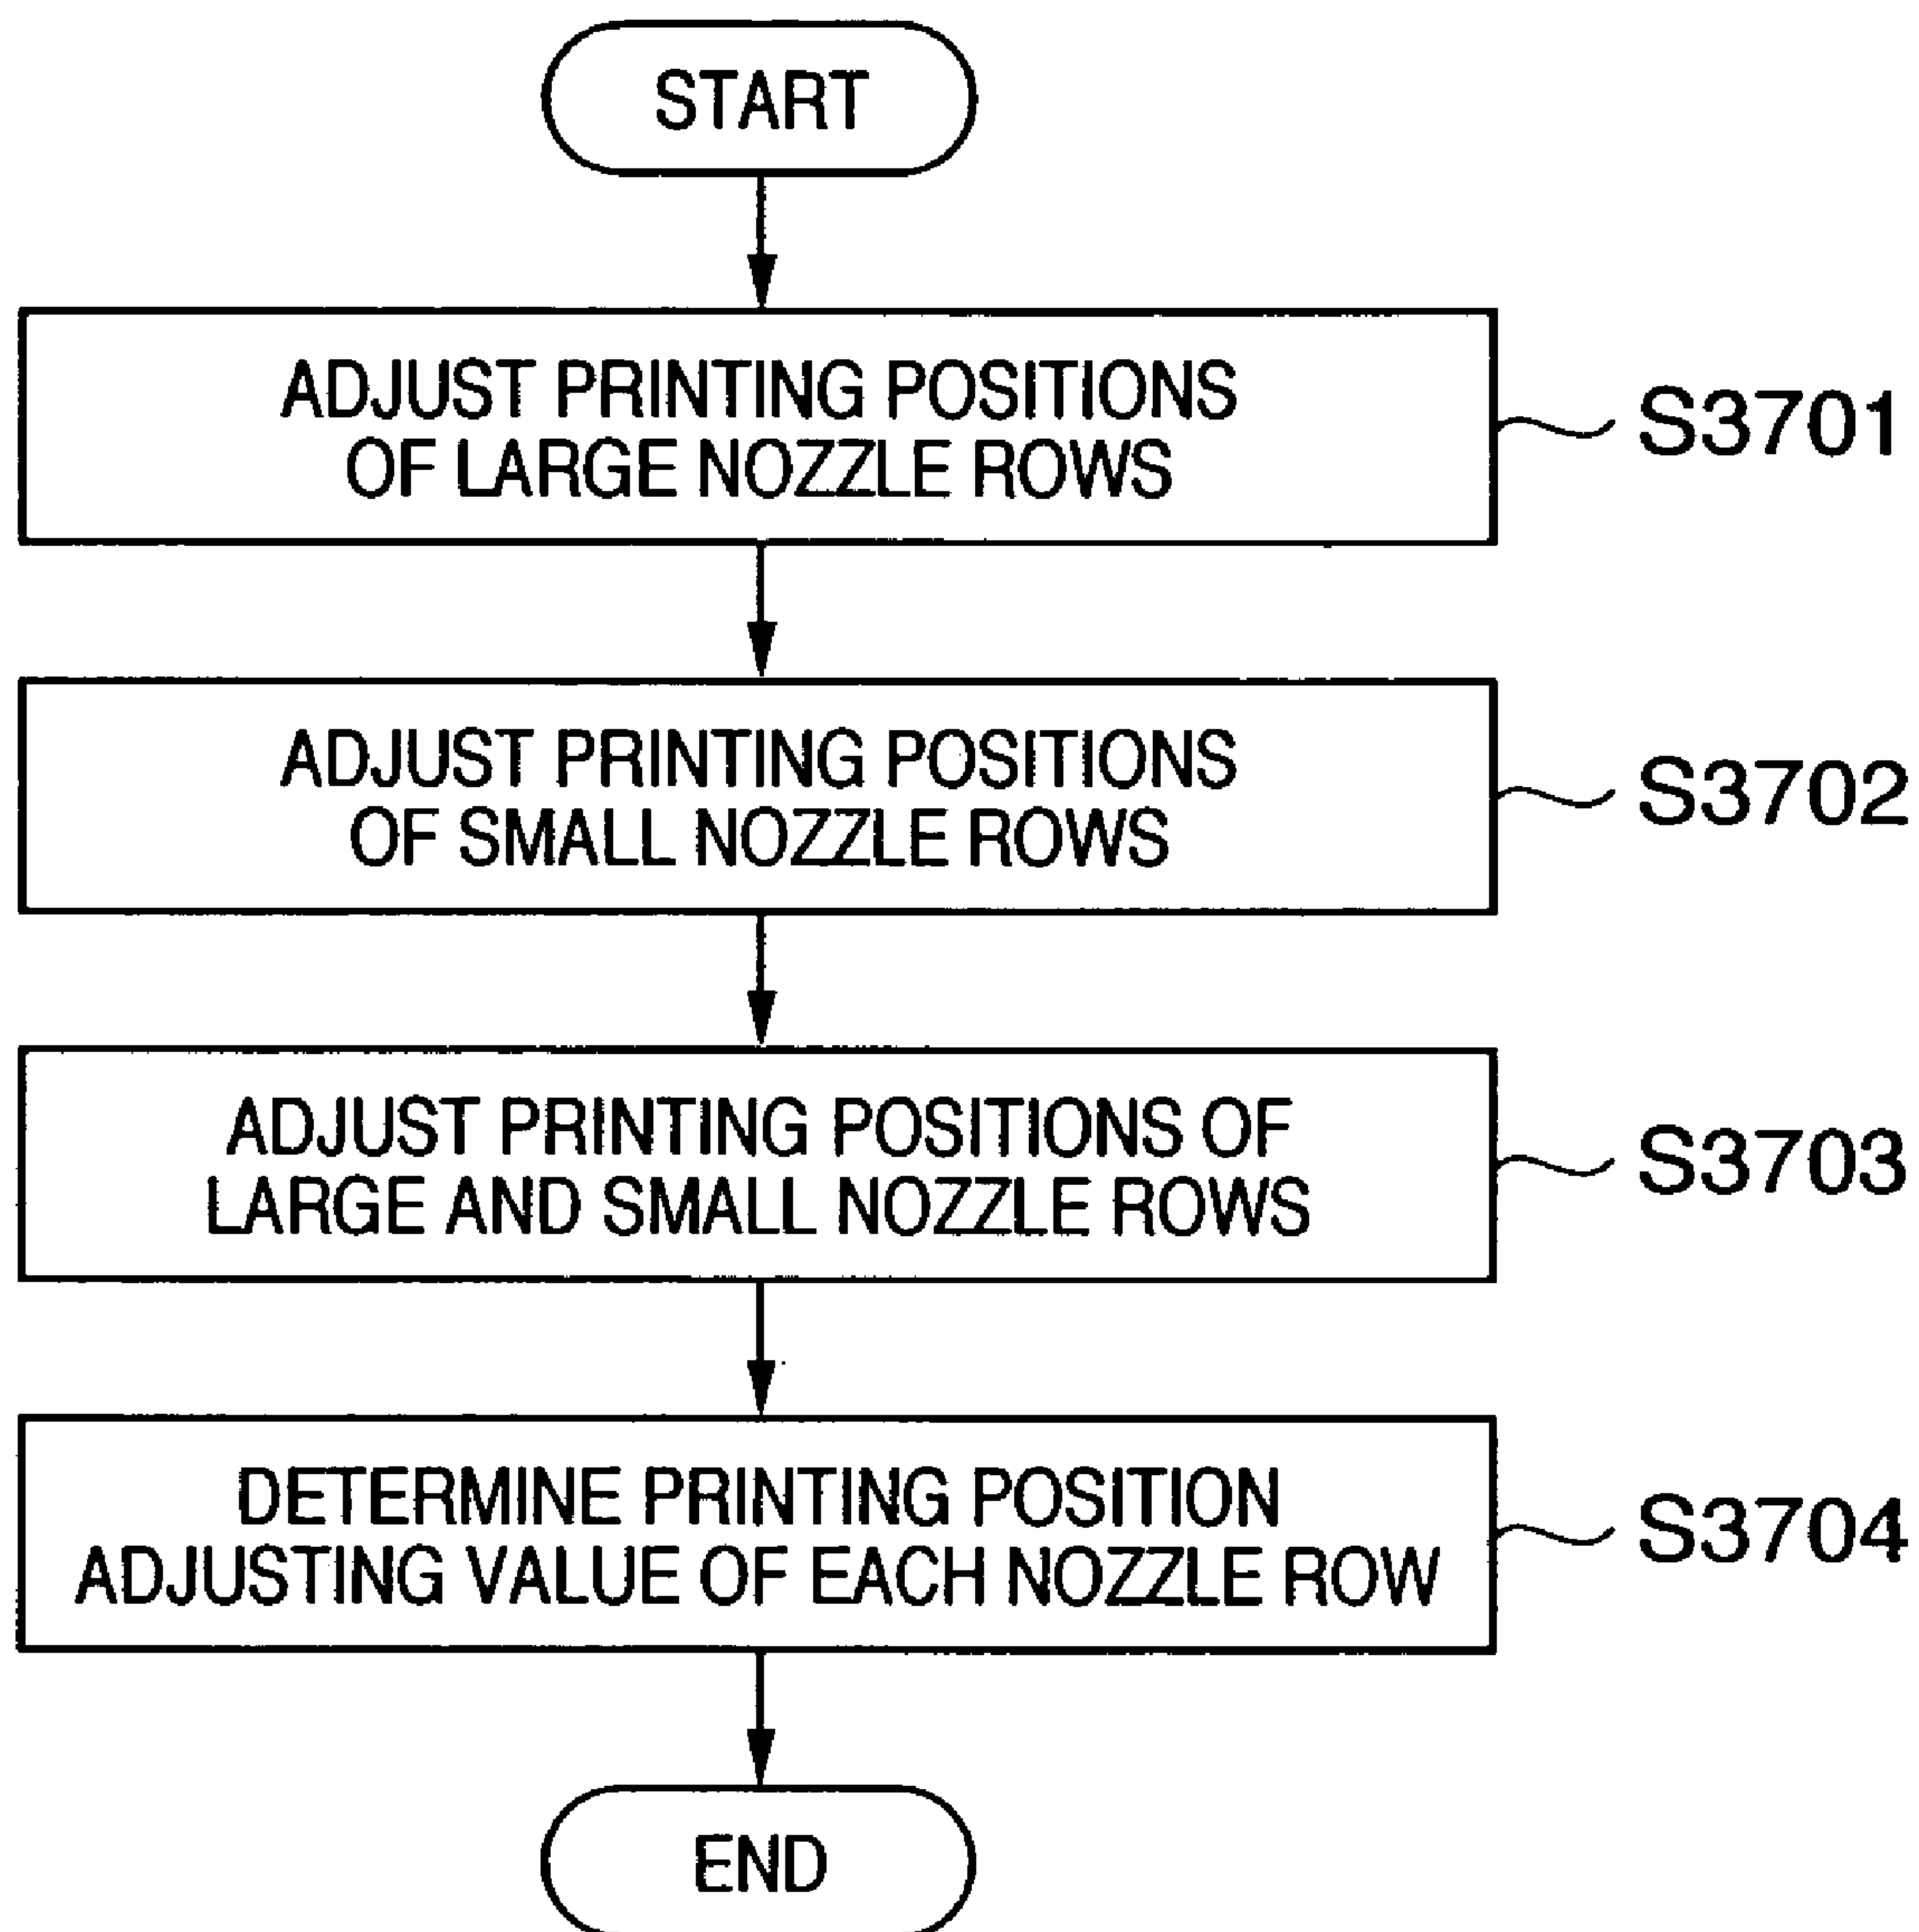 START
ADJUST PRINTING POSITIONS
OF LARGE NOZZLE ROWS
S3701
ADJUST PRINTING POSITIONS
OF SMALL NOZZLE ROWS
S3702
ADJUST PRINTING POSITIONS OF
LARGE AND SMALL NOZZLE ROWS
S3703
DETERMINE PRINTING POSITION
ADJUSTING VALUE OF EACH NOZZLE ROW
S3704
END